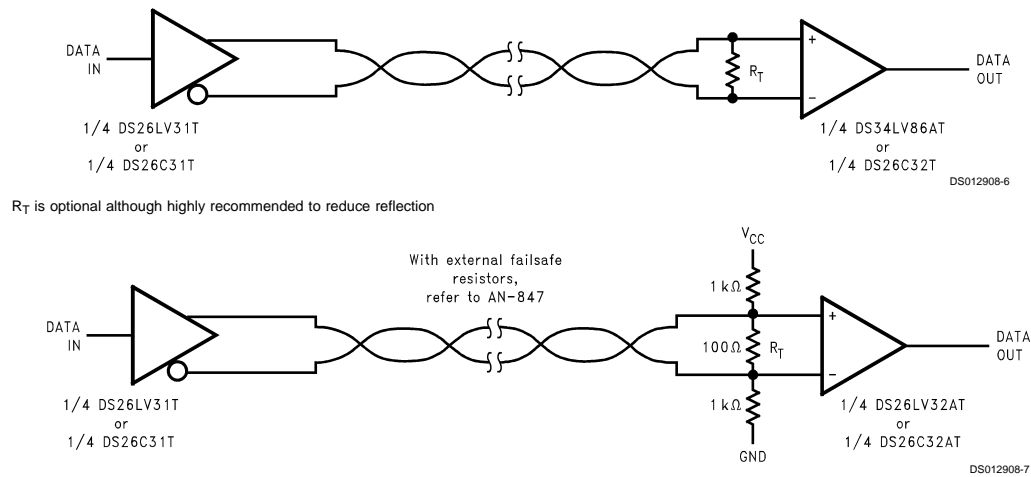 DATA
IN
+
R_T
−
DATA
OUT
1/4 DS26LV31T
or
1/4 DS26C31T
1/4 DS34LV86AT
or
1/4 DS26C32T
DS012908-6
R_T is optional although highly recommended to reduce reflection
V_CC
With external failsafe
resistors,
refer to AN-847
1 kΩ
DATA
IN
+
100Ω R_T
−
DATA
OUT
1 kΩ
1/4 DS26LV31T
or
1/4 DS26C31T
1/4 DS26LV32AT
or
1/4 DS26C32AT
GND
DS012908-7